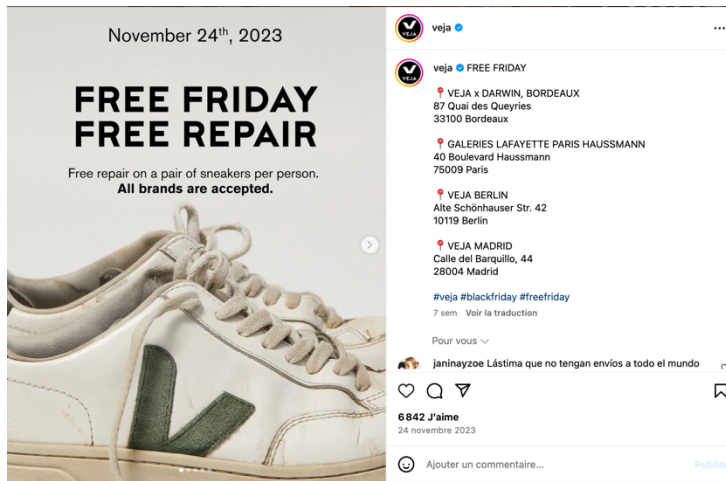 November 24th, 2023
FREE FRIDAY
FREE REPAIR
Free repair on a pair of sneakers per person.
All brands are accepted.
V
VEJA
veja
V
VEJA
veja FREE FRIDAY
📍 VEJA x DARWIN, BORDEAUX
87 Quai des Queyries
33100 Bordeaux
📍 GALERIES LAFAYETTE PARIS HAUSSMANN
40 Boulevard Haussmann
75009 Paris
📍 VEJA BERLIN
Alte Schönhauser Str. 42
10119 Berlin
📍 VEJA MADRID
Calle del Barquillo, 44
28004 Madrid
#veja #blackfriday #freefriday
7 sem Voir la traduction
Pour vous
janinayzoe Lástima que no tengan envíos a todo el mundo
6 842 J'aime
24 novembre 2023
Ajouter un commentaire... Publier